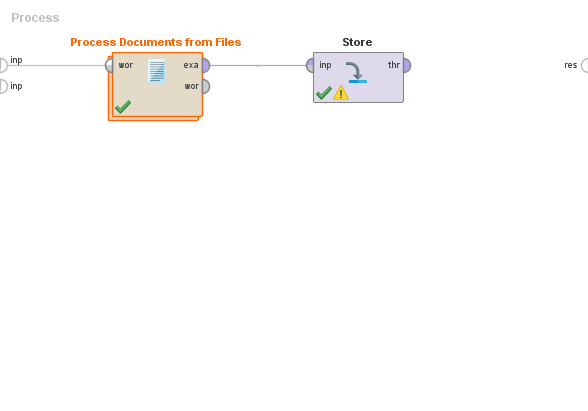 Process
Process Documents from Files
Store
inp
wor
exa
inp
thr
res
inp
wor